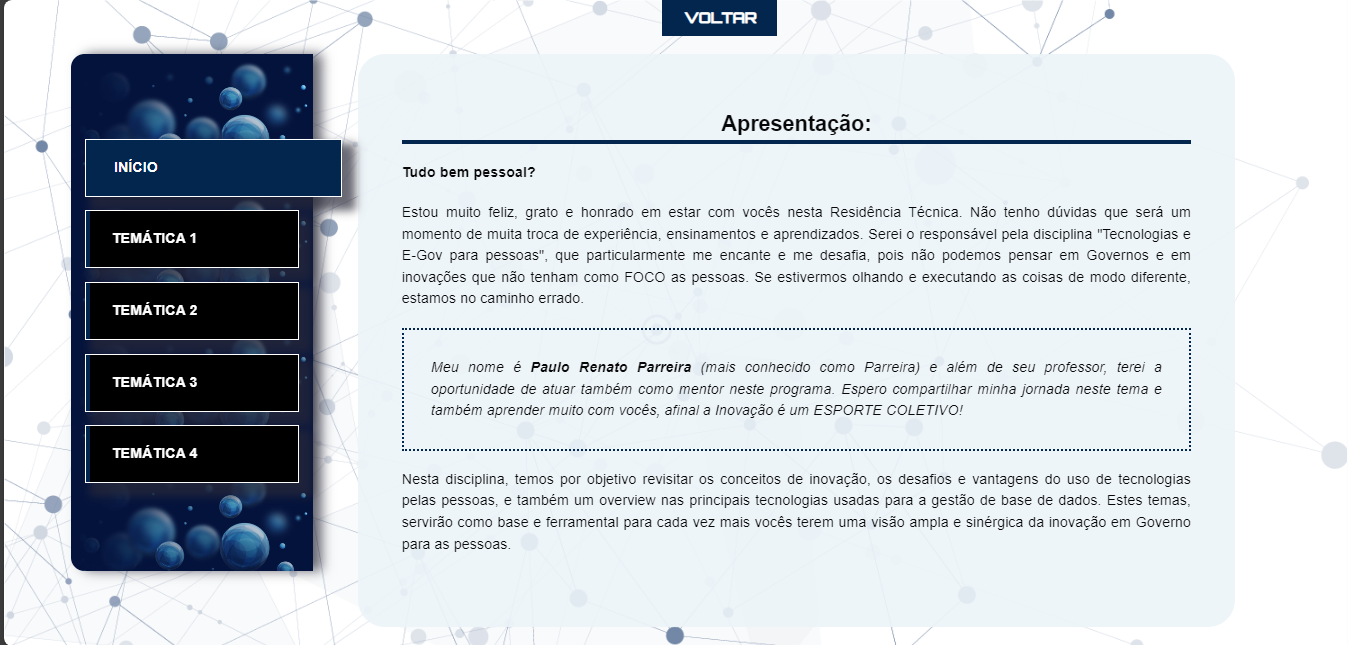 VOLTAR
INÍCIO
TEMÁTICA 1
TEMÁTICA 2
TEMÁTICA 3
TEMÁTICA 4
Apresentação:
Tudo bem pessoal?
Estou muito feliz, grato e honrado em estar com vocês nesta Residência Técnica. Não tenho dúvidas que será um
momento de muita troca de experiência, ensinamentos e aprendizados. Serei o responsável pela disciplina "Tecnologias e
E-Gov para pessoas", que particularmente me encante e me desafia, pois não podemos pensar em Governos e em
inovações que não tenham como FOCO as pessoas. Se estivermos olhando e executando as coisas de modo diferente,
estamos no caminho errado.
Meu nome é Paulo Renato Parreira (mais conhecido como Parreira) e além de seu professor, terei a
oportunidade de atuar também como mentor neste programa. Espero compartilhar minha jornada neste tema e
também aprender muito com vocês, afinal a Inovação é um ESPORTE COLETIVO!
Nesta disciplina, temos por objetivo revisitar os conceitos de inovação, os desafios e vantagens do uso de tecnologias
pelas pessoas, e também um overview nas principais tecnologias usadas para a gestão de base de dados. Estes temas,
servirão como base e ferramental para cada vez mais vocês terem uma visão ampla e sinérgica da inovação em Governo
para as pessoas.